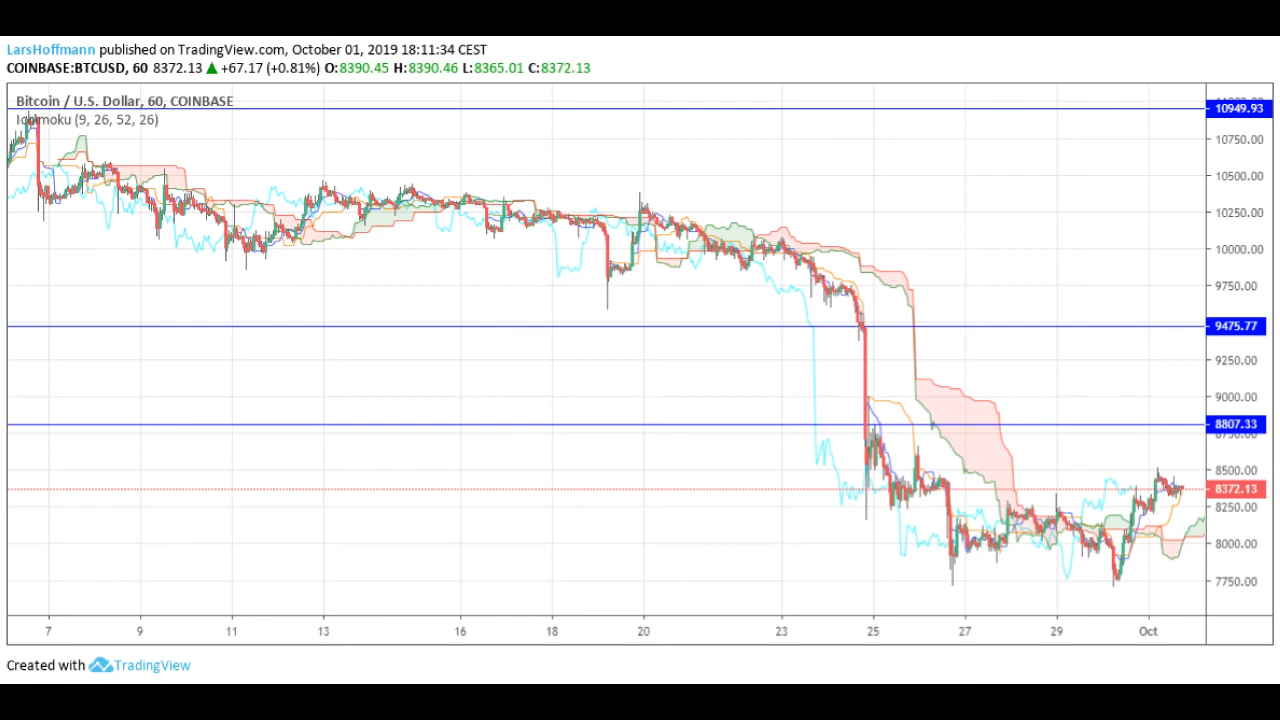 LarsHoffmann published on TradingView.com, October 01, 2019 18:11:34 CEST
COINBASE:BTCUSD, 60 8372.13 ▲ +67.17 (+0.81%) O:8390.45 H:8390.46 L:8365.01 C:8372.13
Bitcoin / U.S. Dollar, 60, COINBASE
Ichimoku (9, 26, 52, 26)
10949.93
10750.00
10500.00
10250.00
10000.00
9750.00
9475.77
9250.00
9000.00
8807.33
8750.00
8500.00
8372.13
8250.00
8000.00
7750.00
7 9 11 13 16 18 20 23 25 27 29 Oct
Created with TradingView